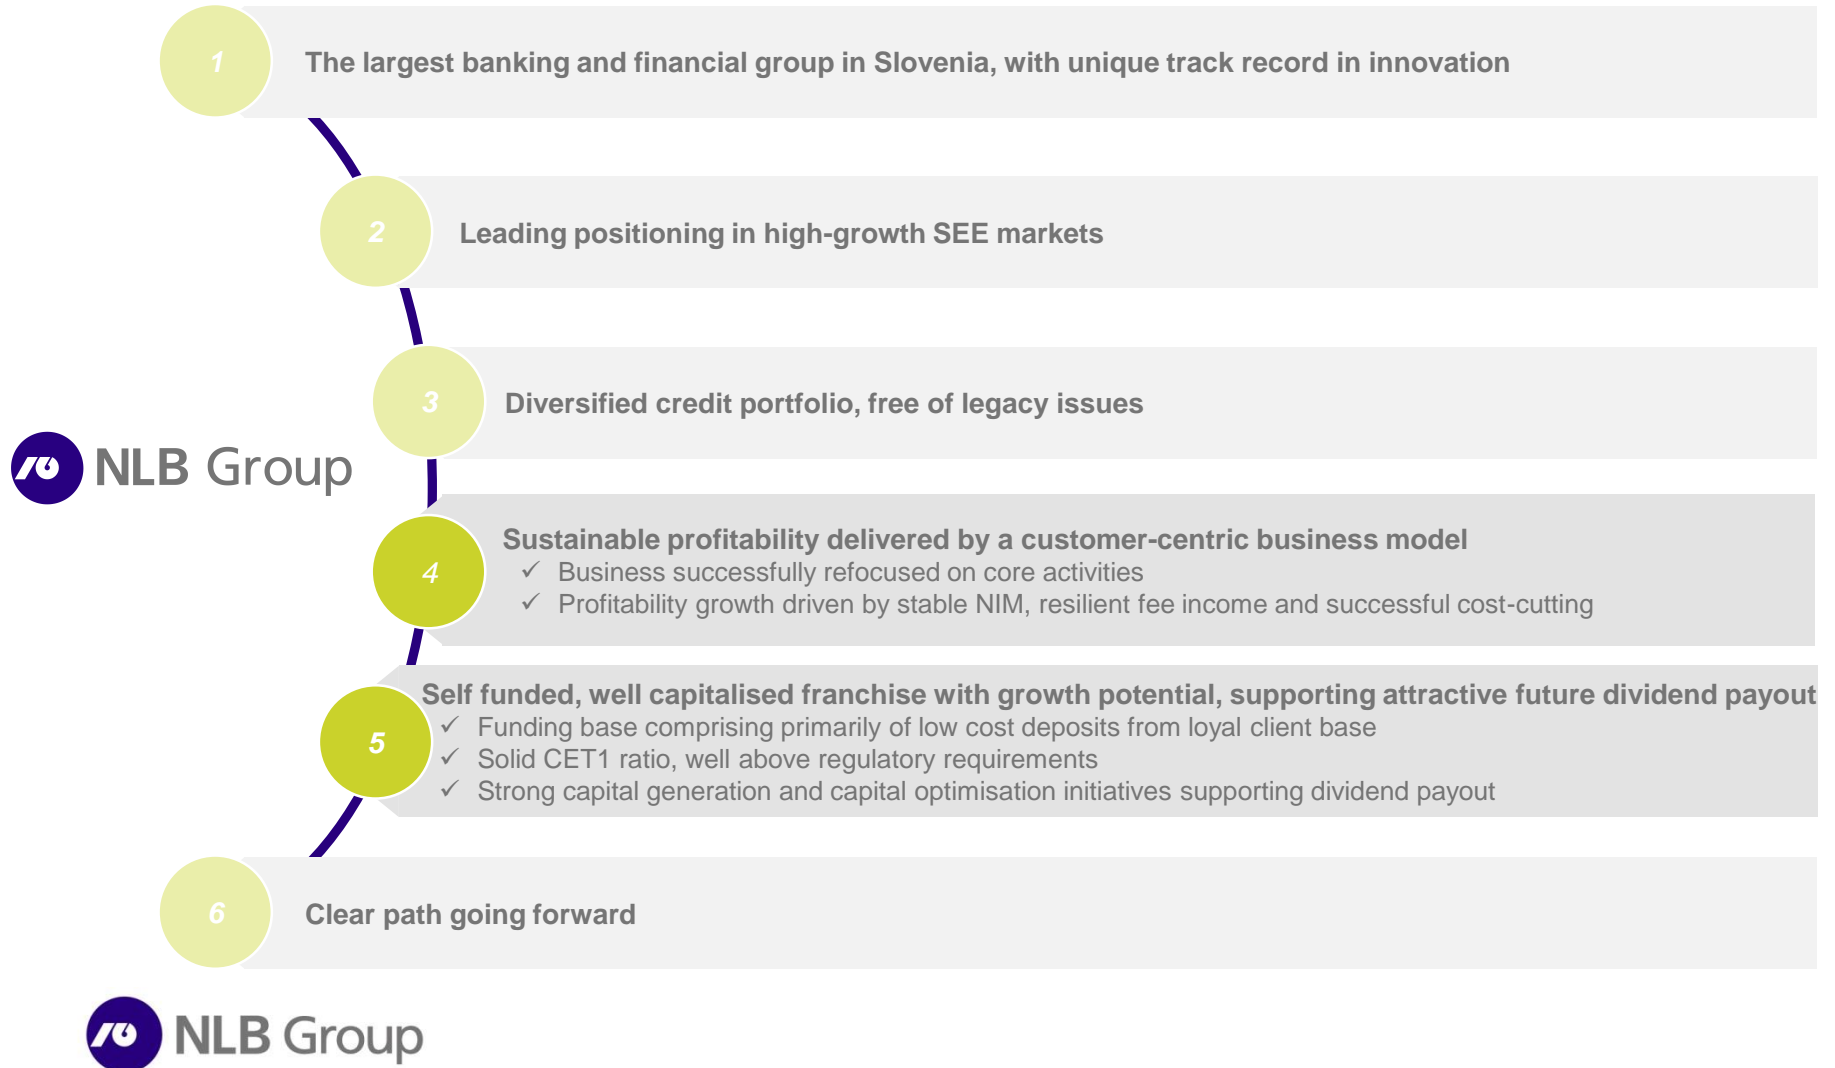 1
The largest banking and financial group in Slovenia, with unique track record in innovation
2
Leading positioning in high-growth SEE markets
3
Diversified credit portfolio, free of legacy issues
NLB Group
4
Sustainable profitability delivered by a customer-centric business model
✓ Business successfully refocused on core activities
✓ Profitability growth driven by stable NIM, resilient fee income and successful cost-cutting
5
Self funded, well capitalised franchise with growth potential, supporting attractive future dividend payout
✓ Funding base comprising primarily of low cost deposits from loyal client base
✓ Solid CET1 ratio, well above regulatory requirements
✓ Strong capital generation and capital optimisation initiatives supporting dividend payout
6
Clear path going forward
NLB Group